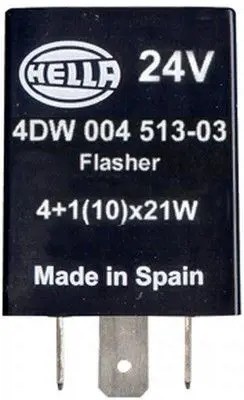 HELLA 24V
4DW 004 513-03
Flasher
4+1(10)x21W
Made in Spain